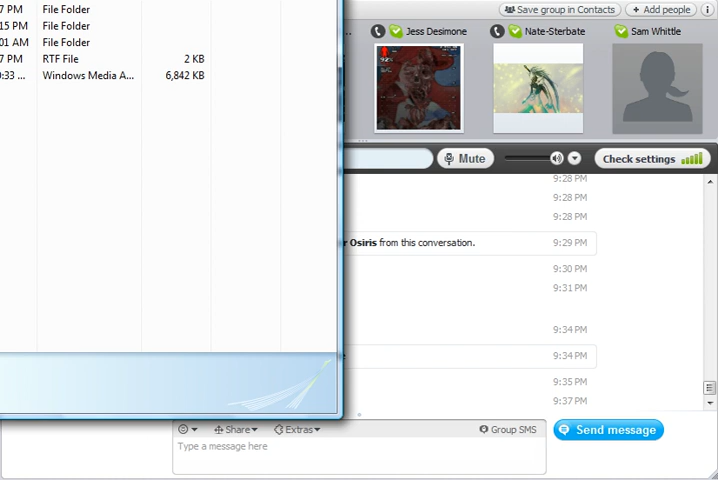 7 PM File Folder
15 PM File Folder
01 AM File Folder
7 PM RTF File 2 KB
9:33 ... Windows Media A... 6,842 KB
Save group in Contacts
Add people
Jess Desimone
Nate-Sterbate
Sam Whittle
92%
Mute
Check settings
9:28 PM
9:28 PM
9:28 PM
r Osiris from this conversation. 9:29 PM
9:30 PM
9:31 PM
9:34 PM
9:34 PM
9:35 PM
9:37 PM
Share
Extras
Group SMS
Send message
Type a message here